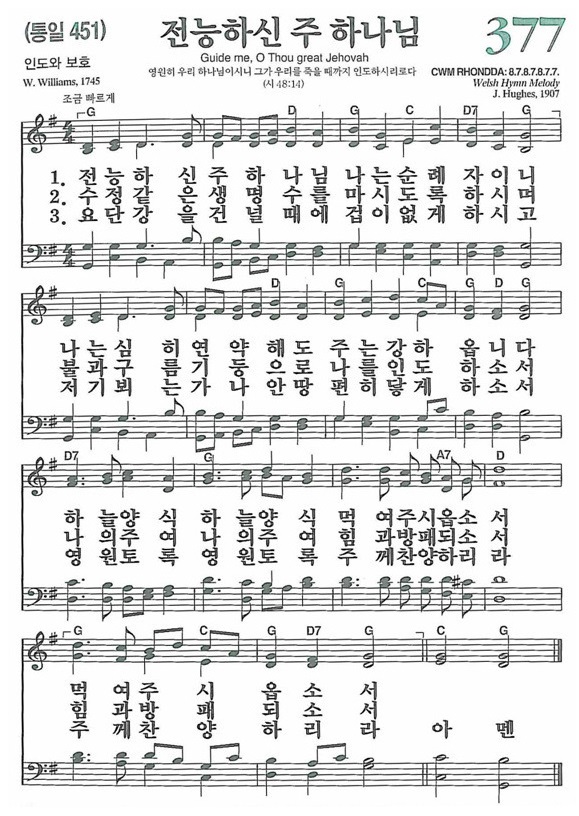 (통일 451) 전능하신 주 하나님 377
Guide me, O Thou great Jehovah
인도와 보호 영원히 우리 하나님이시니 그가 우리를 죽을 때까지 인도하시리로다 CWM RHONDDA: 8.7.8.7.8.7.7.
W. Williams, 1745 (시 48:14) Welsh Hymn Melody
J. Hughes, 1907
조금 빠르게
G D G C D7 G
1. 전능하 신주하나님 나는순례 자이니
2. 수정같 은생명 수를마시도록 하시며
3. 요단강 을건널 때에겁이없게 하시고
D G C G D G
나는심 히연약해도 주는강하 옵니다
불과구 름기둥으로 나를인도 하소서
저기뵈 는가나안땅 편히닿게 하소서
D7 G A7 D
하늘양식 하늘양식 먹여주시옵소서
나의주여 나의주여 힘과방패되소서
영원토록 영원토록 주께찬양하리라
G C G D7 G C G
먹여주시옵소서
힘과방패되소서
주께찬양하리라 아멘